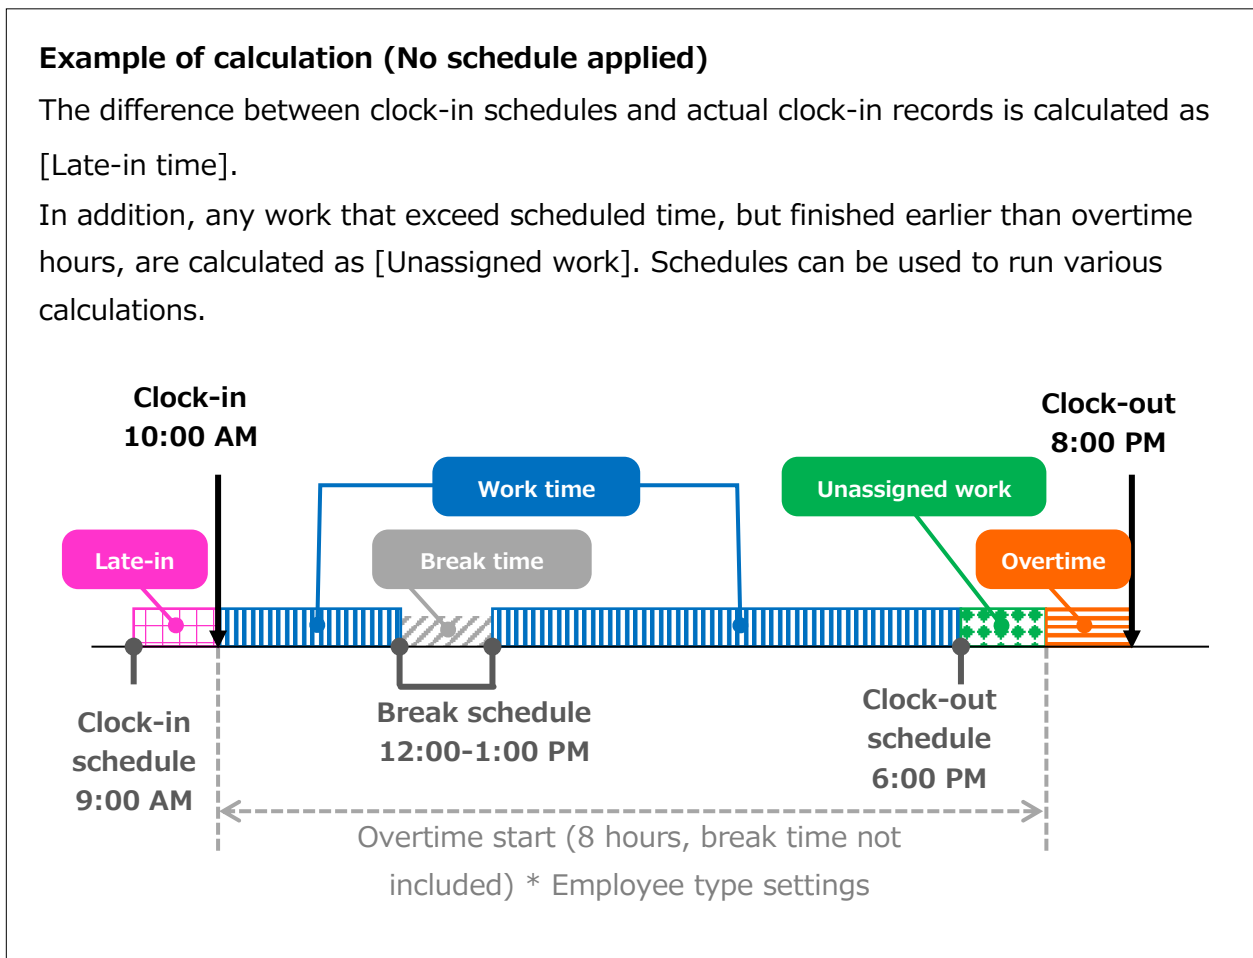 Example of calculation (No schedule applied)
The difference between clock-in schedules and actual clock-in records is calculated as
[Late-in time].
In addition, any work that exceed scheduled time, but finished earlier than overtime
hours, are calculated as [Unassigned work]. Schedules can be used to run various
calculations.
Clock-in
10:00 AM
Clock-out
8:00 PM
Work time
Unassigned work
Late-in
Break time
Overtime
Clock-in
schedule
9:00 AM
Break schedule
12:00-1:00 PM
Clock-out
schedule
6:00 PM
Overtime start (8 hours, break time not
included) * Employee type settings